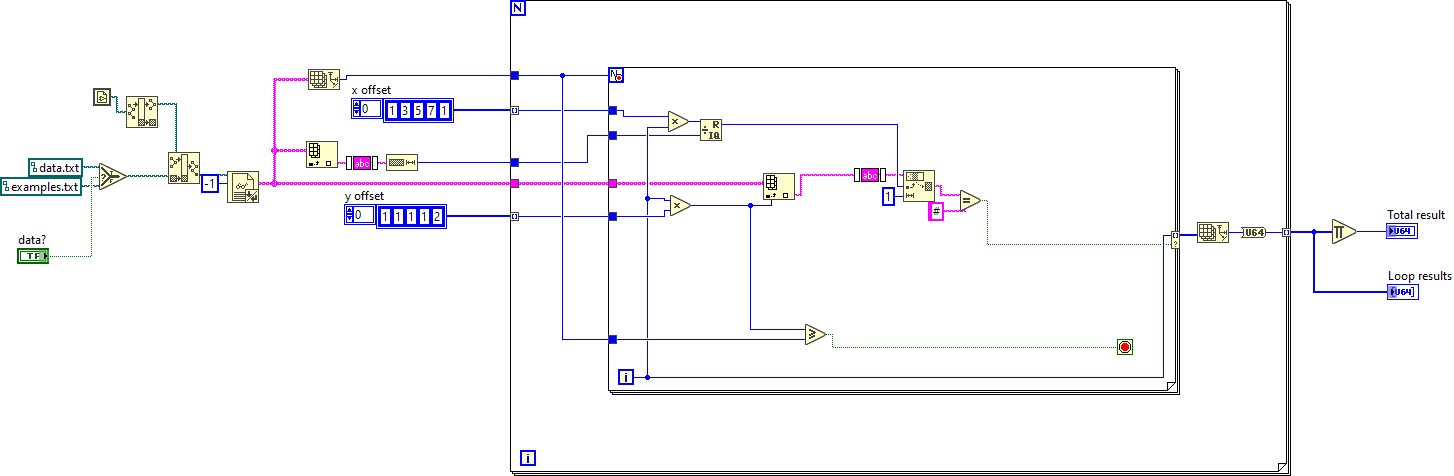 N
N
x offset
0 1 3 5 7 1
R
IQ
data.txt
examples.txt
?
-1
abc
abc
1
#
y offset
0 1 1 1 1 2
data?
TF
?
U64
Total result
U64
Loop results
U64]
i
i